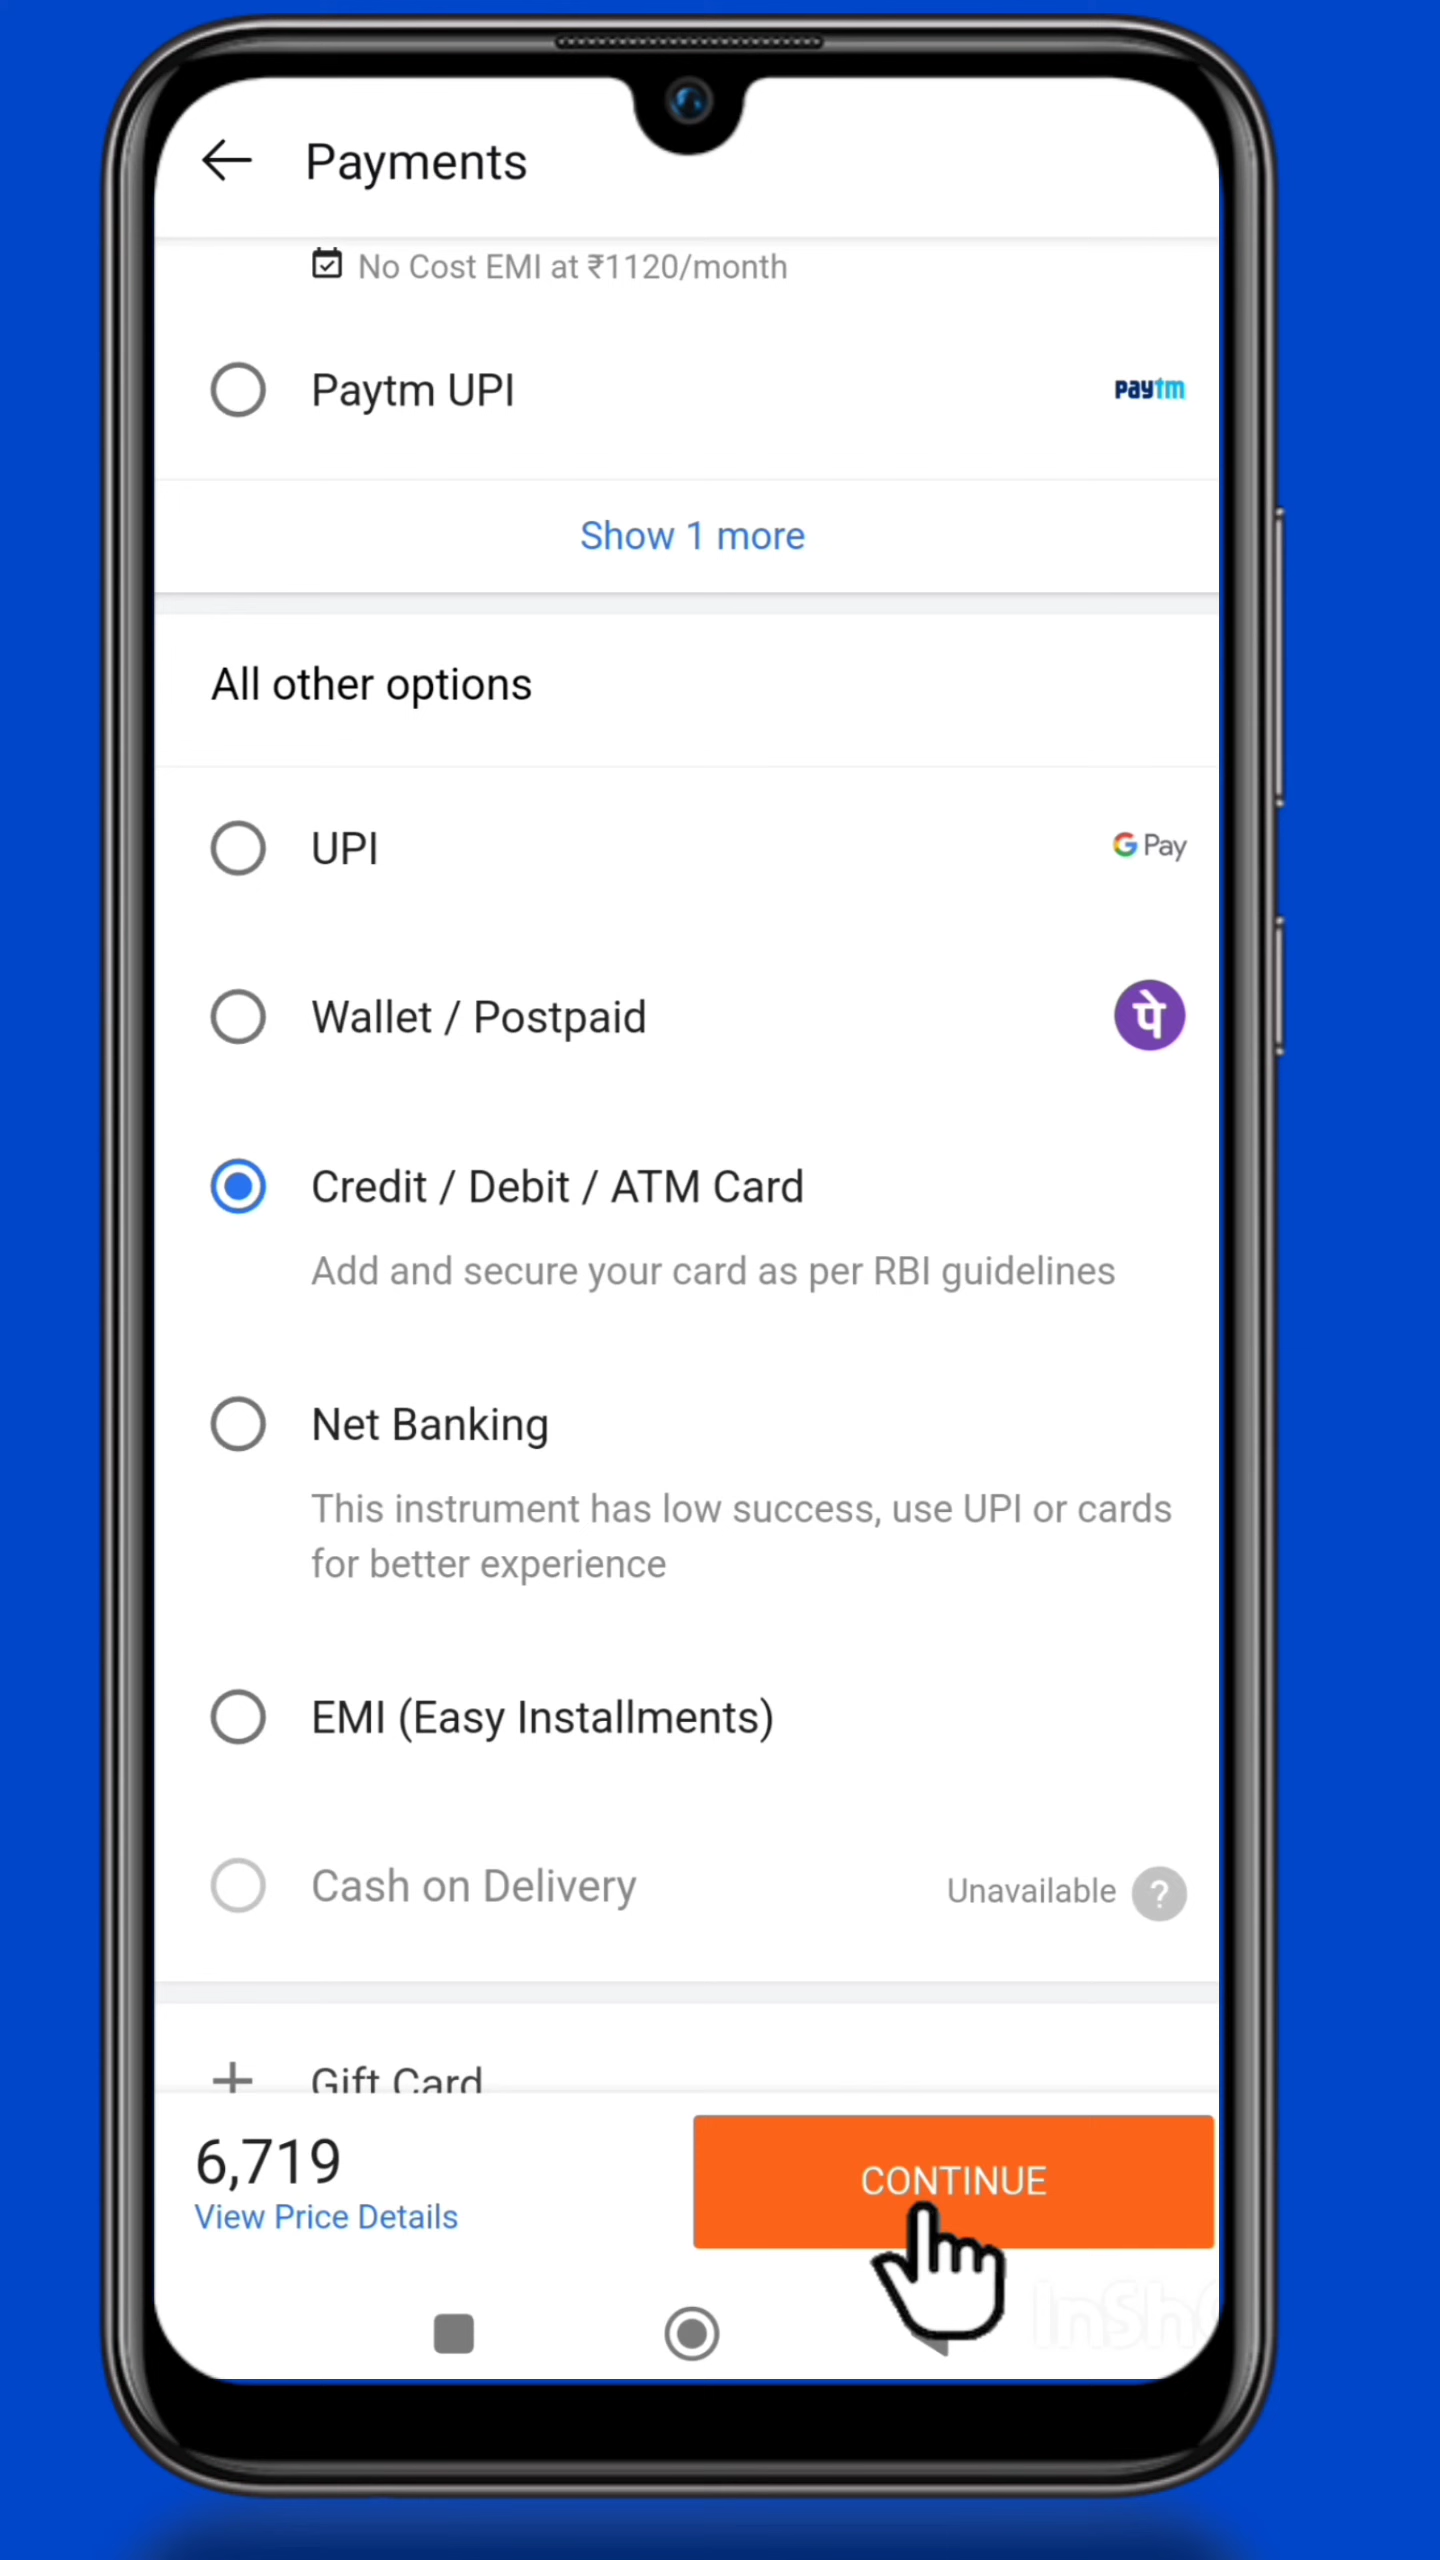 Payments
No Cost EMI at ₹1120/month
Paytm UPI
paytm
Show 1 more
All other options
UPI
G Pay
Wallet / Postpaid
पे
Credit / Debit / ATM Card
Add and secure your card as per RBI guidelines
Net Banking
This instrument has low success, use UPI or cards
for better experience
EMI (Easy Installments)
Cash on Delivery
Unavailable ?
Gift Card
6,719
CONTINUE
View Price Details